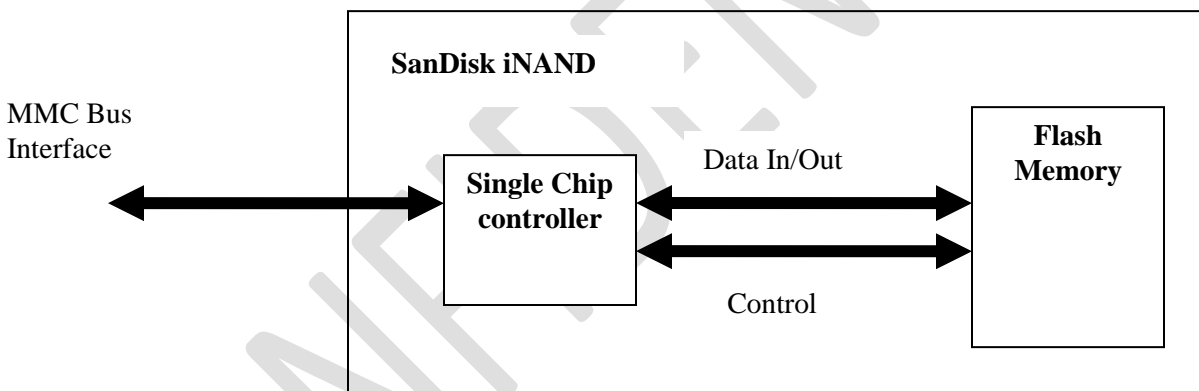 SanDisk iNAND
MMC Bus
Interface
Flash
Memory
Data In/Out
Single Chip
controller
Control